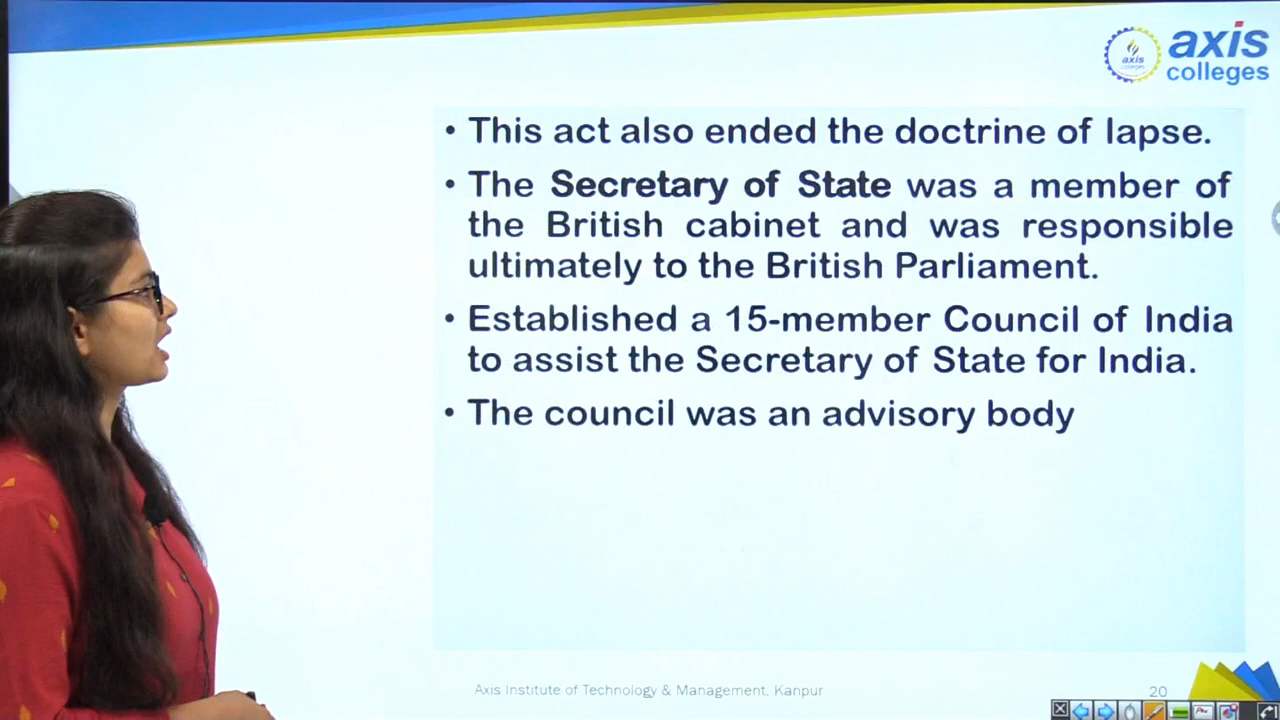 axis
colleges
axis
colleges
• This act also ended the doctrine of lapse.
• The Secretary of State was a member of
the British cabinet and was responsible
ultimately to the British Parliament.
• Established a 15-member Council of India
to assist the Secretary of State for India.
• The council was an advisory body
Axis Institute of Technology & Management, Kanpur
20